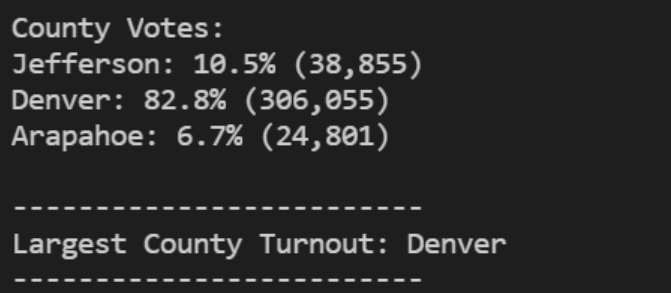 County Votes:
Jefferson: 10.5% (38,855)
Denver: 82.8% (306,055)
Arapahoe: 6.7% (24,801)
-------------------------
Largest County Turnout: Denver
-------------------------